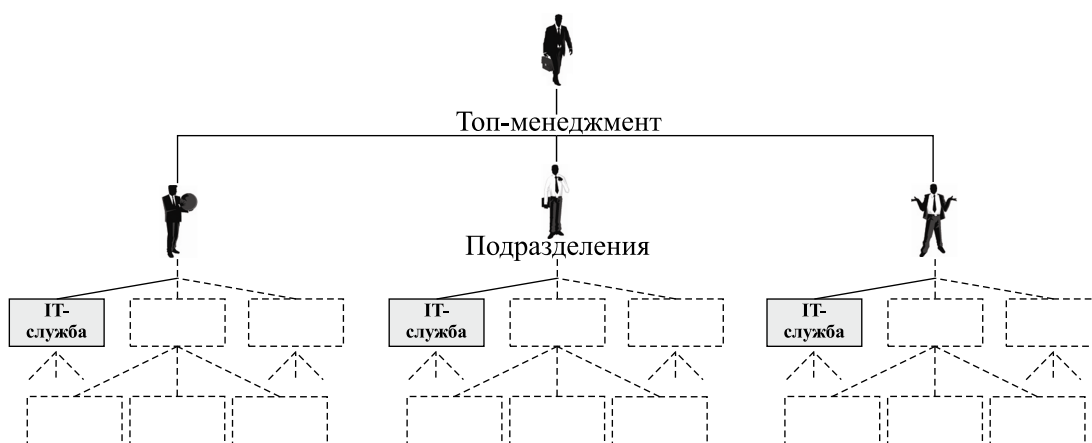 Топ-менеджмент
Подразделения
IT-
служба
IT-
служба
IT-
служба